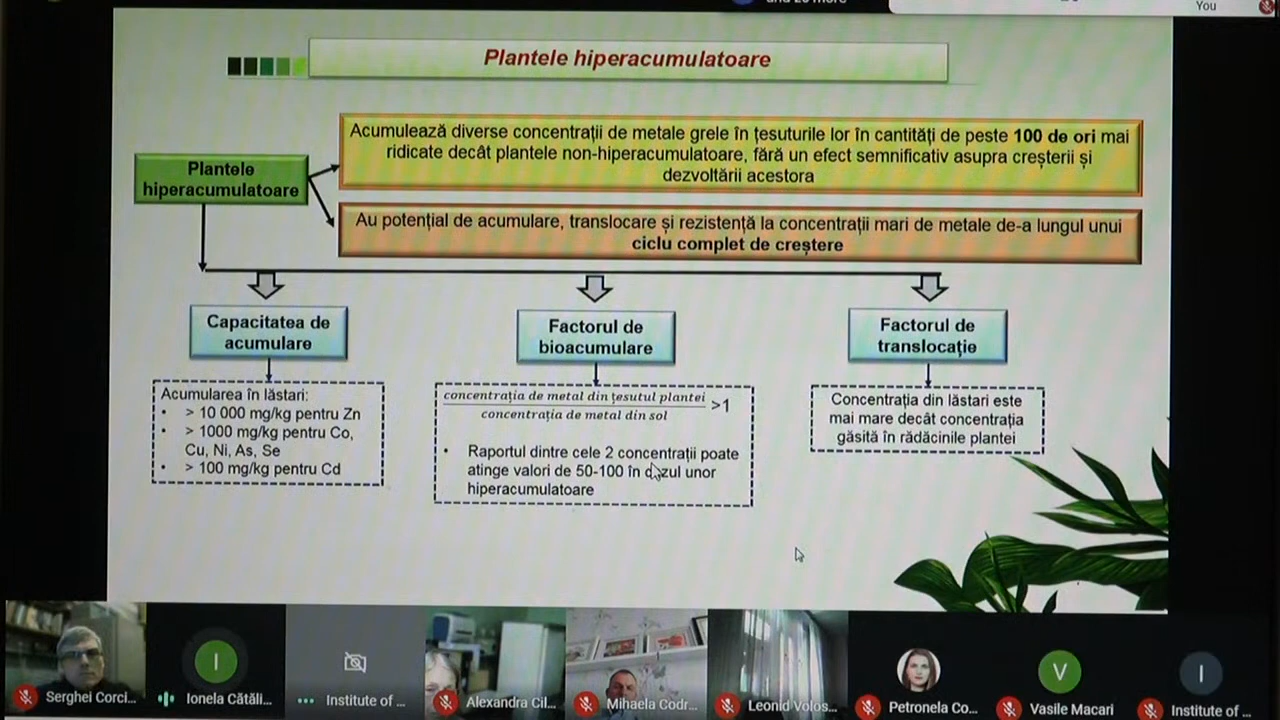 You
Plantele hiperacumulatoare
Acumulează diverse concentrații de metale grele în țesuturile lor în cantități de peste 100 de ori mai
ridicate decât plantele non-hiperacumulatoare, fără un efect semnificativ asupra creșterii și
dezvoltării acestora
Plantele
hiperacumulatoare
Au potențial de acumulare, translocare și rezistență la concentrații mari de metale de-a lungul unui
ciclu complet de creștere
Capacitatea de
acumulare
Factorul de
bioacumulare
Factorul de
translocație
Acumularea în lăstari:
• > 10 000 mg/kg pentru Zn
• > 1000 mg/kg pentru Co,
Cu, Ni, As, Se
• > 100 mg/kg pentru Cd
concentrația de metal din țesutul plantei
concentrația de metal din sol
>1
• Raportul dintre cele 2 concentrații poate
atinge valori de 50-100 în cazul unor
hiperacumulatoare
Concentrația din lăstari este
mai mare decât concentrația
găsită în rădăcinile plantei
Serghei Corci...
I
Ionela Cătăli...
Institute of ...
Alexandra Cil...
Mihaela Codr...
Leonid Volos...
Petronela Co...
V
Vasile Macari
I
Institute of ...